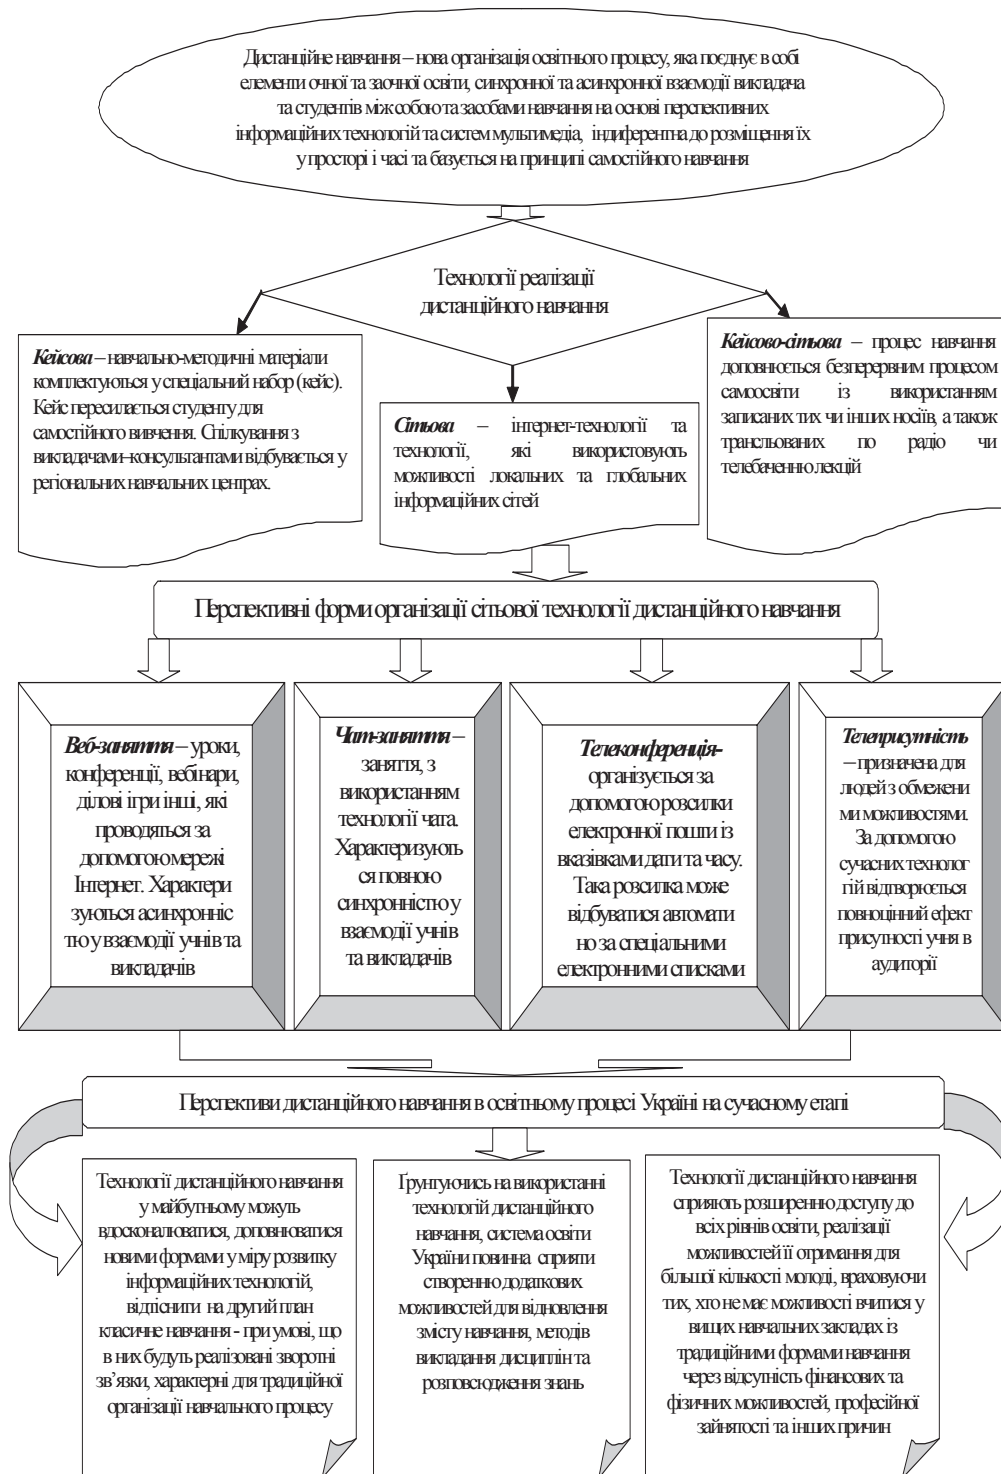 Дистанційне навчання – нова організація освітнього процесу, яка поєднує в собі
елементи очної та заочної освіти, синхронної та асинхронної взаємодії викладача
та студентів між собою та засобами навчання на основі перспективних
інформаційних технологій та систем мультимедіа, індиферентна до розміщення їх
у просторі і часі та базується на принципі самостійного навчання
Технології реалізації
дистанційного навчання
Кейсова – навчально-методичні матеріали
комплектуються у спеціальний набор (кейс).
Кейс пересилається студенту для
самостійного вивчення. Спілкування з
викладачами–консультантами відбувається у
регіональних навчальних центрах.
Сітьова – інтернет-технології та
технології, які використовують
можливості локальних та глобальних
інформаційних сітей
Кейсово-сітьова – процес навчання
доповнюється безперервним процесом
самоосвіти із використанням
записаних тих чи інших носіїв, а також
трансльованих по радіо чи
телебаченню лекцій
Перспективні форми організації сітьової технології дистанційного навчання
Веб-заняття – уроки,
конференції, вебінари,
ділові ігри інші, які
проводяться за
допомогою мережі
Інтернет. Характери
зуються асинхронніс
тю у взаємодії учнів та
викладачів
Чат-заняття –
заняття, з
використанням
технології чата.
Характеризують
ся повною
синхронністю у
взаємодії учнів
та викладачів
Телеконференція-
організується за
допомогою розсилки
електронної пошти із
вказівками дати та часу.
Така розсилка може
відбуватися автомати
но за спеціальними
електронними списками
Телеприсутність
– призначена для
людей з обмежени
ми можливостями.
За допомогою
сучасних технолог
гій відтворюється
повноцінний ефект
присутності учня в
аудиторії
Перспективи дистанційного навчання в освітньому процесі Україні на сучасному етапі
Технології дистанційного навчання
у майбутньому можуть
вдосконалюватися, доповнюватися
новими формами у міру розвитку
інформаційних технологій,
відтіснити на другий план
класичне навчання - при умові, що
в них будуть реалізовані зворотні
зв’язки, характерні для традиційної
організації навчального процесу
Ґрунтуючись на використанні
технологій дистанційного
навчання, система освіти
України повинна сприяти
створенню додаткових
можливостей для відновлення
змісту навчання, методів
викладання дисциплін та
розповсюдження знань
Технології дистанційного навчання
сприяють розширенню доступу до
всіх рівнів освіти, реалізації
можливостей її отримання для
більшої кількості молоді, враховуючи
тих, хто не має можливості вчитися у
вищих навчальних закладах із
традиційними формами навчання
через відсутність фінансових та
фізичних можливостей, професійної
зайнятості та інших причин